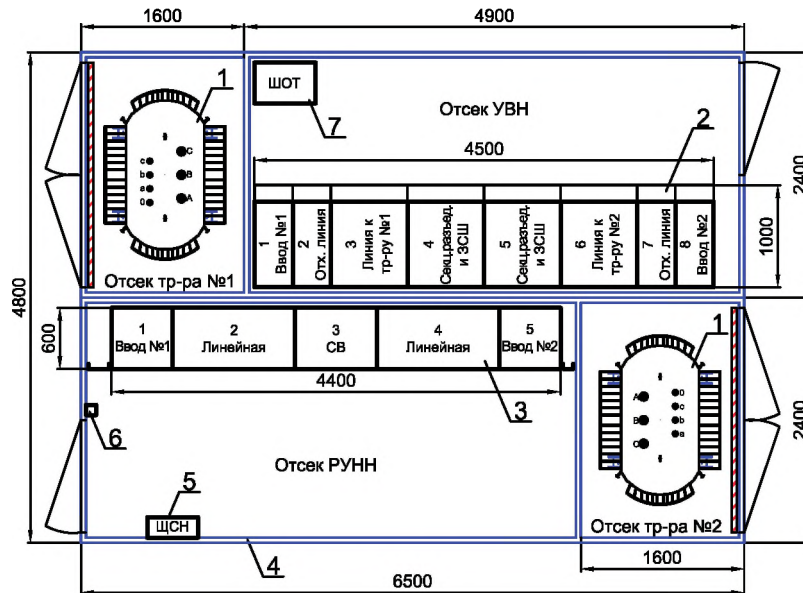 1600
4900
1
ШОТ
7
Отсек УВН
2
4500
C
B
A
c
b
a
0
Отсек тр-ра №1
1 Ввод №1
2 Отх. линия
3 Линия к тр-ру №1
4 Секц.разъед. и ЗСШ
5 Секц.разъед. и ЗСШ
6 Линия к тр-ру №2
7 Отх. линия
8 Ввод №2
1000
2400
4800
600
1
Ввод №1
2
Линейная
3
СВ
4
Линейная
5
Ввод №2
4400
3
1
A
B
C
0
c
b
a
2400
6
Отсек РУНН
5
ЩСН
4
Отсек тр-ра №2
1600
6500